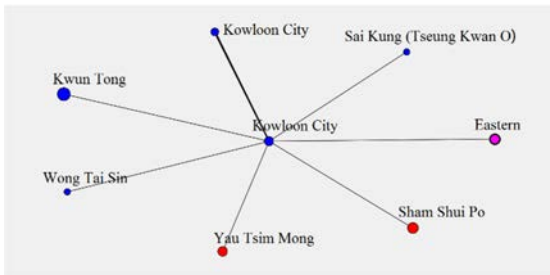 Kowloon City
Sai Kung (Tseung Kwan O)
Kwun Tong
Kowloon City
Eastern
Wong Tai Sin
Sham Shui Po
Yau Tsim Mong